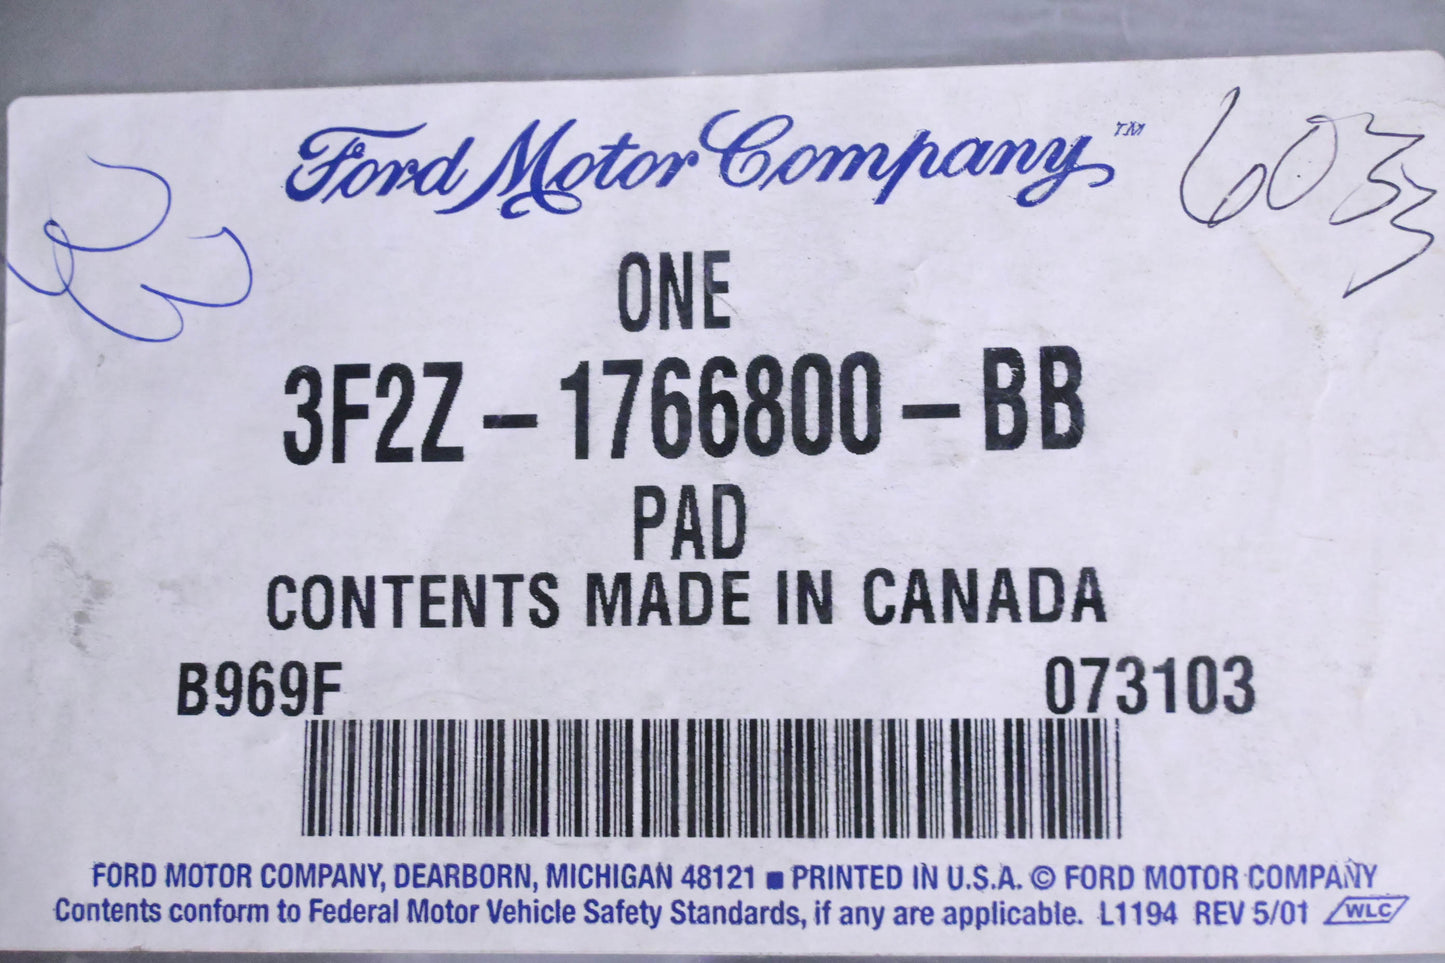 Ford Motor Company™
6033
ONE
3F2Z-1766800-BB
PAD
CONTENTS MADE IN CANADA
B969F 073103
FORD MOTOR COMPANY, DEARBORN, MICHIGAN 48121 ■ PRINTED IN U.S.A. © FORD MOTOR COMPANY
Contents conform to Federal Motor Vehicle Safety Standards, if any are applicable. L1194 REV 5/01 WLC